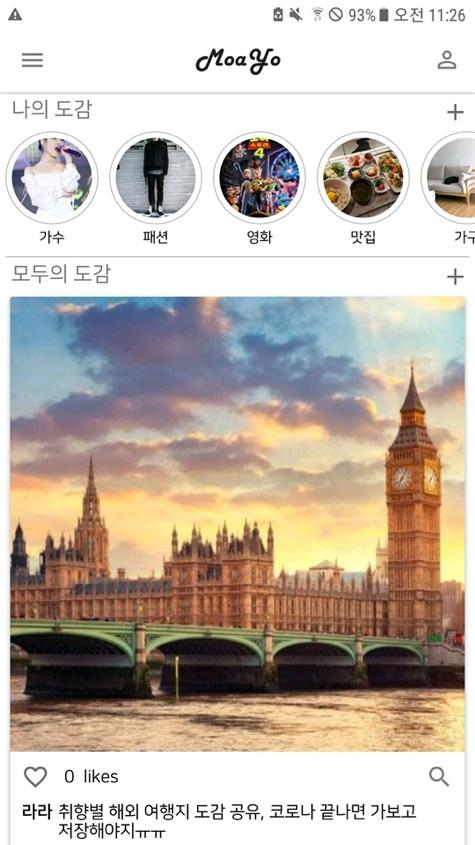 93% 오전 11:26
MoaYo
나의 도감
가수 패션 영화 맛집
모두의 도감
0 likes
라라 취향별 해외 여행지 도감 공유, 코로나 끝나면 가보고
저장해야지ㅠㅠ